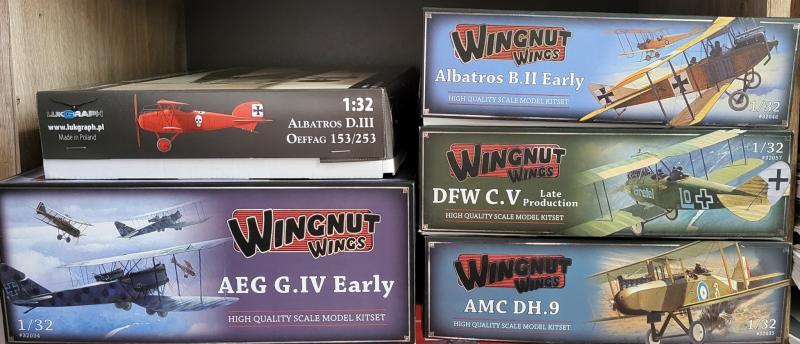 LUKGRAPH
www.lukgraph.pl
Made in Poland
1:32
ALBATROS D.III
OEFFAG 153/253
WINGNUT
WINGS
AEG G.IV Early
HIGH QUALITY SCALE MODEL KITSET
1/32
WINGNUT
WINGS
Albatros B.II Early
HIGH QUALITY SCALE MODEL KITSET
1/32
WINGNUT
WINGS
DFW C.V Late
Production
HIGH QUALITY SCALE MODEL KITSET
1/32
#32057
WINGNUT
WINGS
AMC DH.9
HIGH QUALITY SCALE MODEL KITSET
1/32